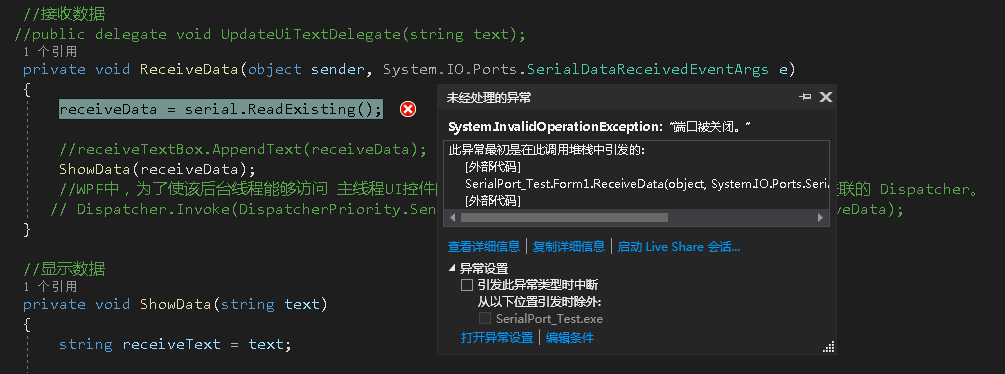 //接收数据
//public delegate void UpdateUiTextDelegate(string text);
1 个引用
private void ReceiveData(object sender, System.IO.Ports.SerialDataReceivedEventArgs e)
{
receiveData = serial.ReadExisting();
//receiveTextBox.AppendText(receiveData);
ShowData(receiveData);
//WPF中，为了使该后台线程能够访问 主线程UI控件
联的 Dispatcher。
// Dispatcher.Invoke(DispatcherPriority.Sen
veData);
}
//显示数据
1 个引用
private void ShowData(string text)
{
string receiveText = text;
未经处理的异常
System.InvalidOperationException:“端口被关闭。”
此异常最初是在此调用堆栈中引发的:
[外部代码]
SerialPort_Test.Form1.ReceiveData(object, System.IO.Ports.Seria
[外部代码]
查看详细信息 | 复制详细信息 | 启动 Live Share 会话...
异常设置
引发此异常类型时中断
从以下位置引发时除外:
SerialPort_Test.exe
打开异常设置 | 编辑条件